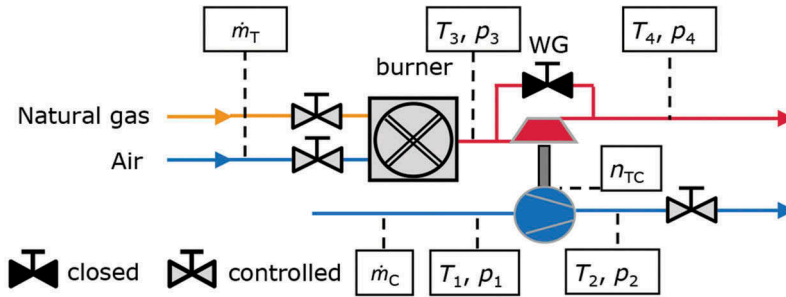 ṁT
T3, p3
WG
T4, p4
burner
Natural gas
Air
nTC
closed
controlled
ṁC
T1, p1
T2, p2